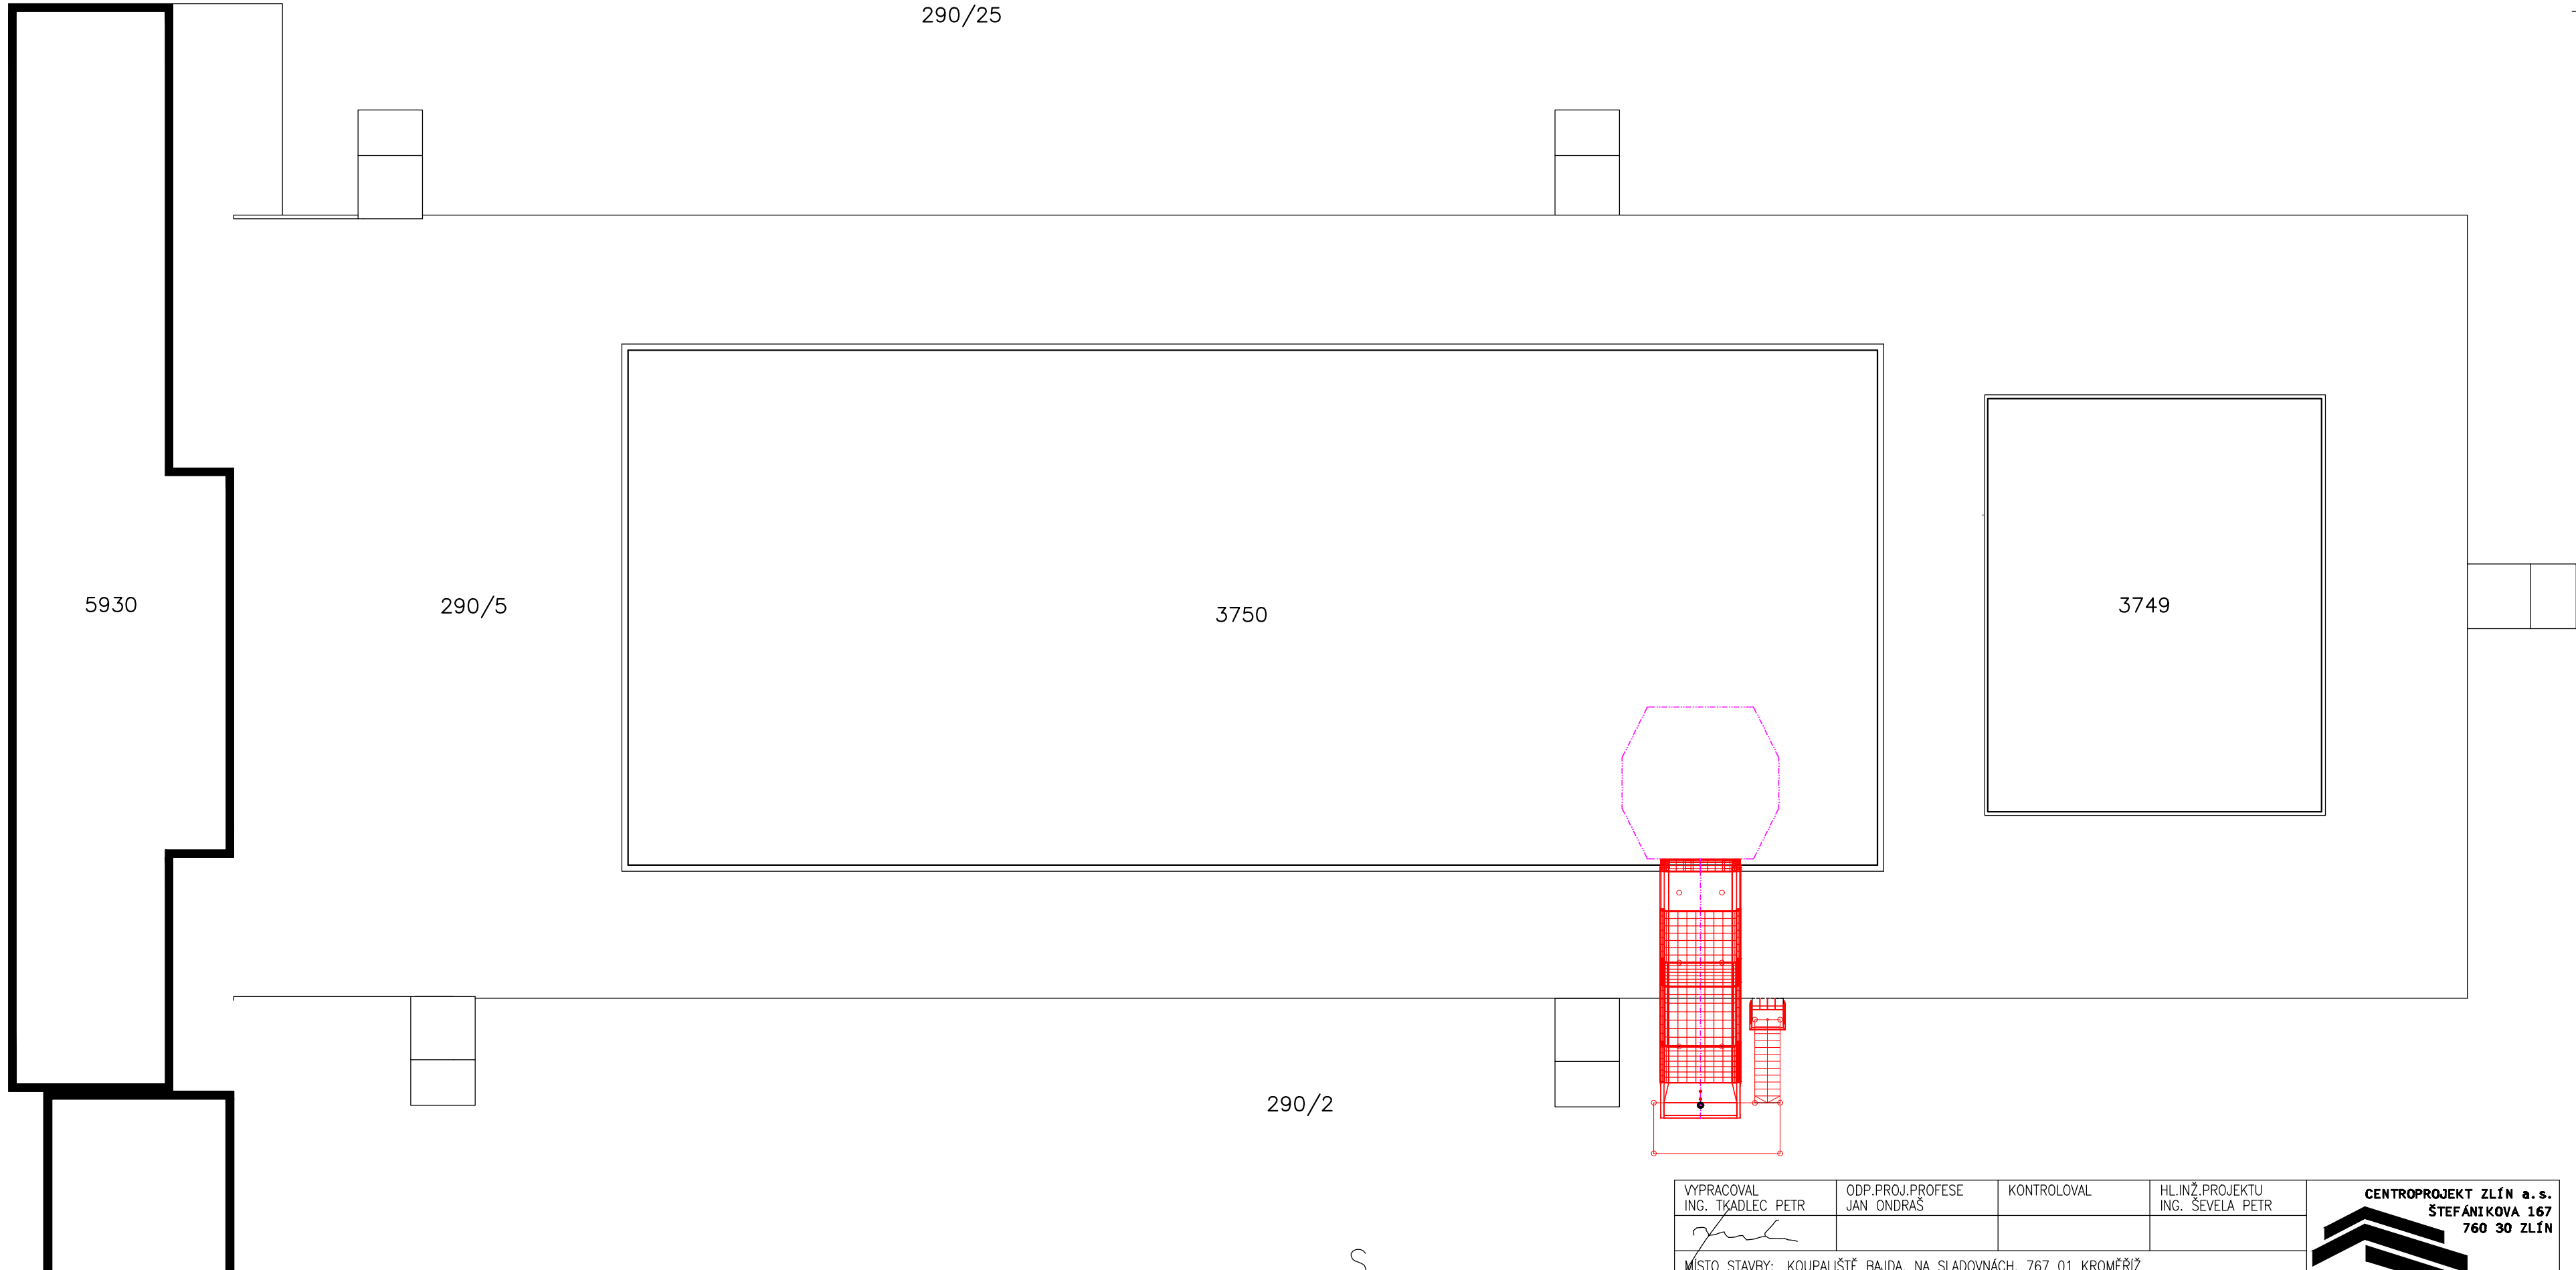 290/25
5930
290/5
3750
3749
290/2
S
VYPRACOVAL
ING. TKADLEC PETR
ODP.PROJ.PROFESE
JAN ONDRAŠ
KONTROLOVAL
HL.INŽ.PROJEKTU
ING. ŠEVELA PETR
CENTROPROJEKT ZLÍN a.s.
ŠTEFÁNIKOVA 167
760 30 ZLÍN
MÍSTO STAVBY: KOUPALIŠTĚ BAJDA, NA SLADOVNÁCH, 767 01 KROMĚŘÍŽ